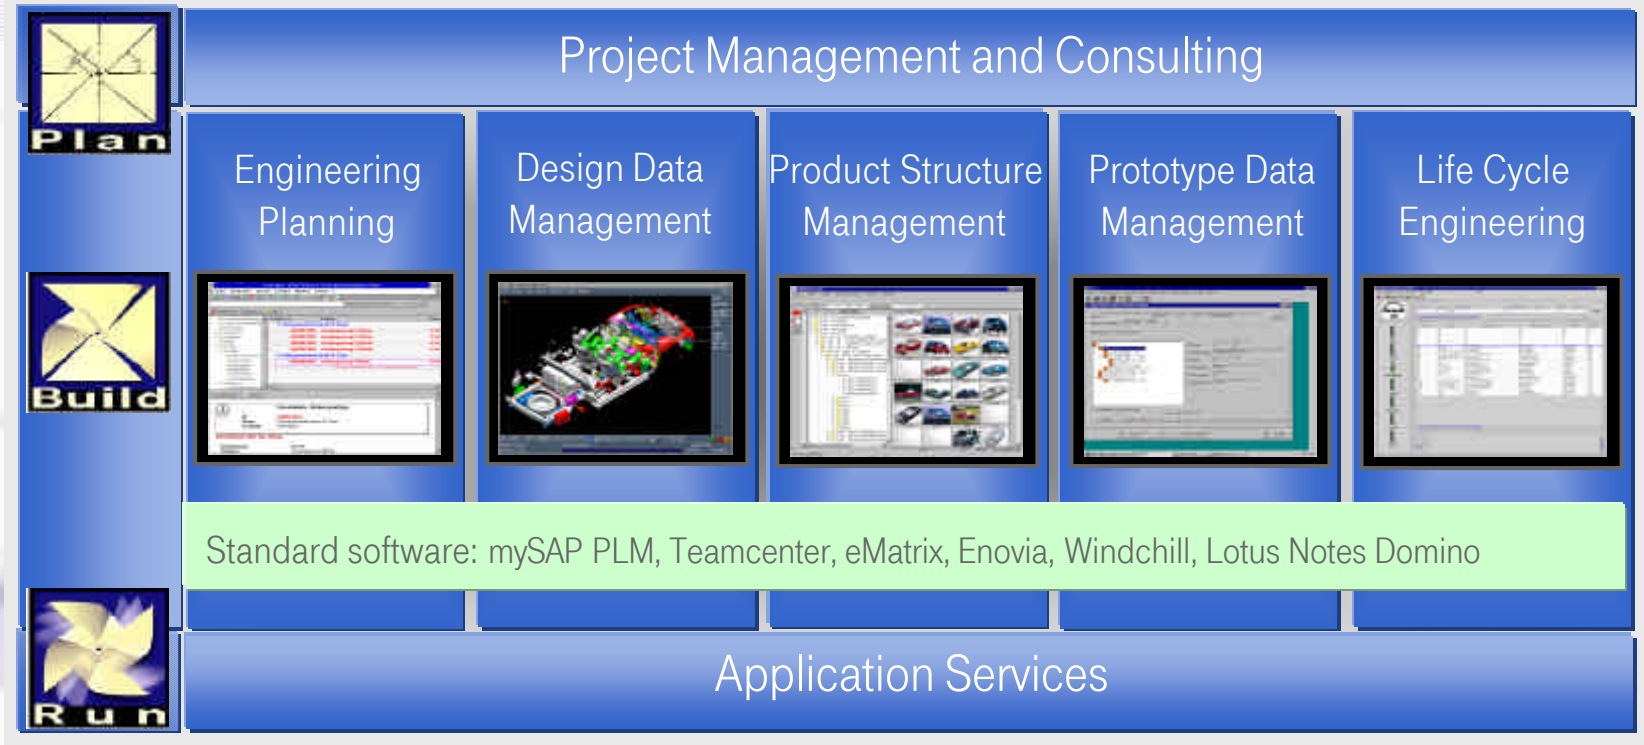 Project Management and Consulting
Plan
Engineering
Planning
Design Data
Management
Product Structure
Management
Prototype Data
Management
Life Cycle
Engineering
Build
Standard software: mySAP PLM, Teamcenter, eMatrix, Enovia, Windchill, Lotus Notes Domino
Run
Application Services